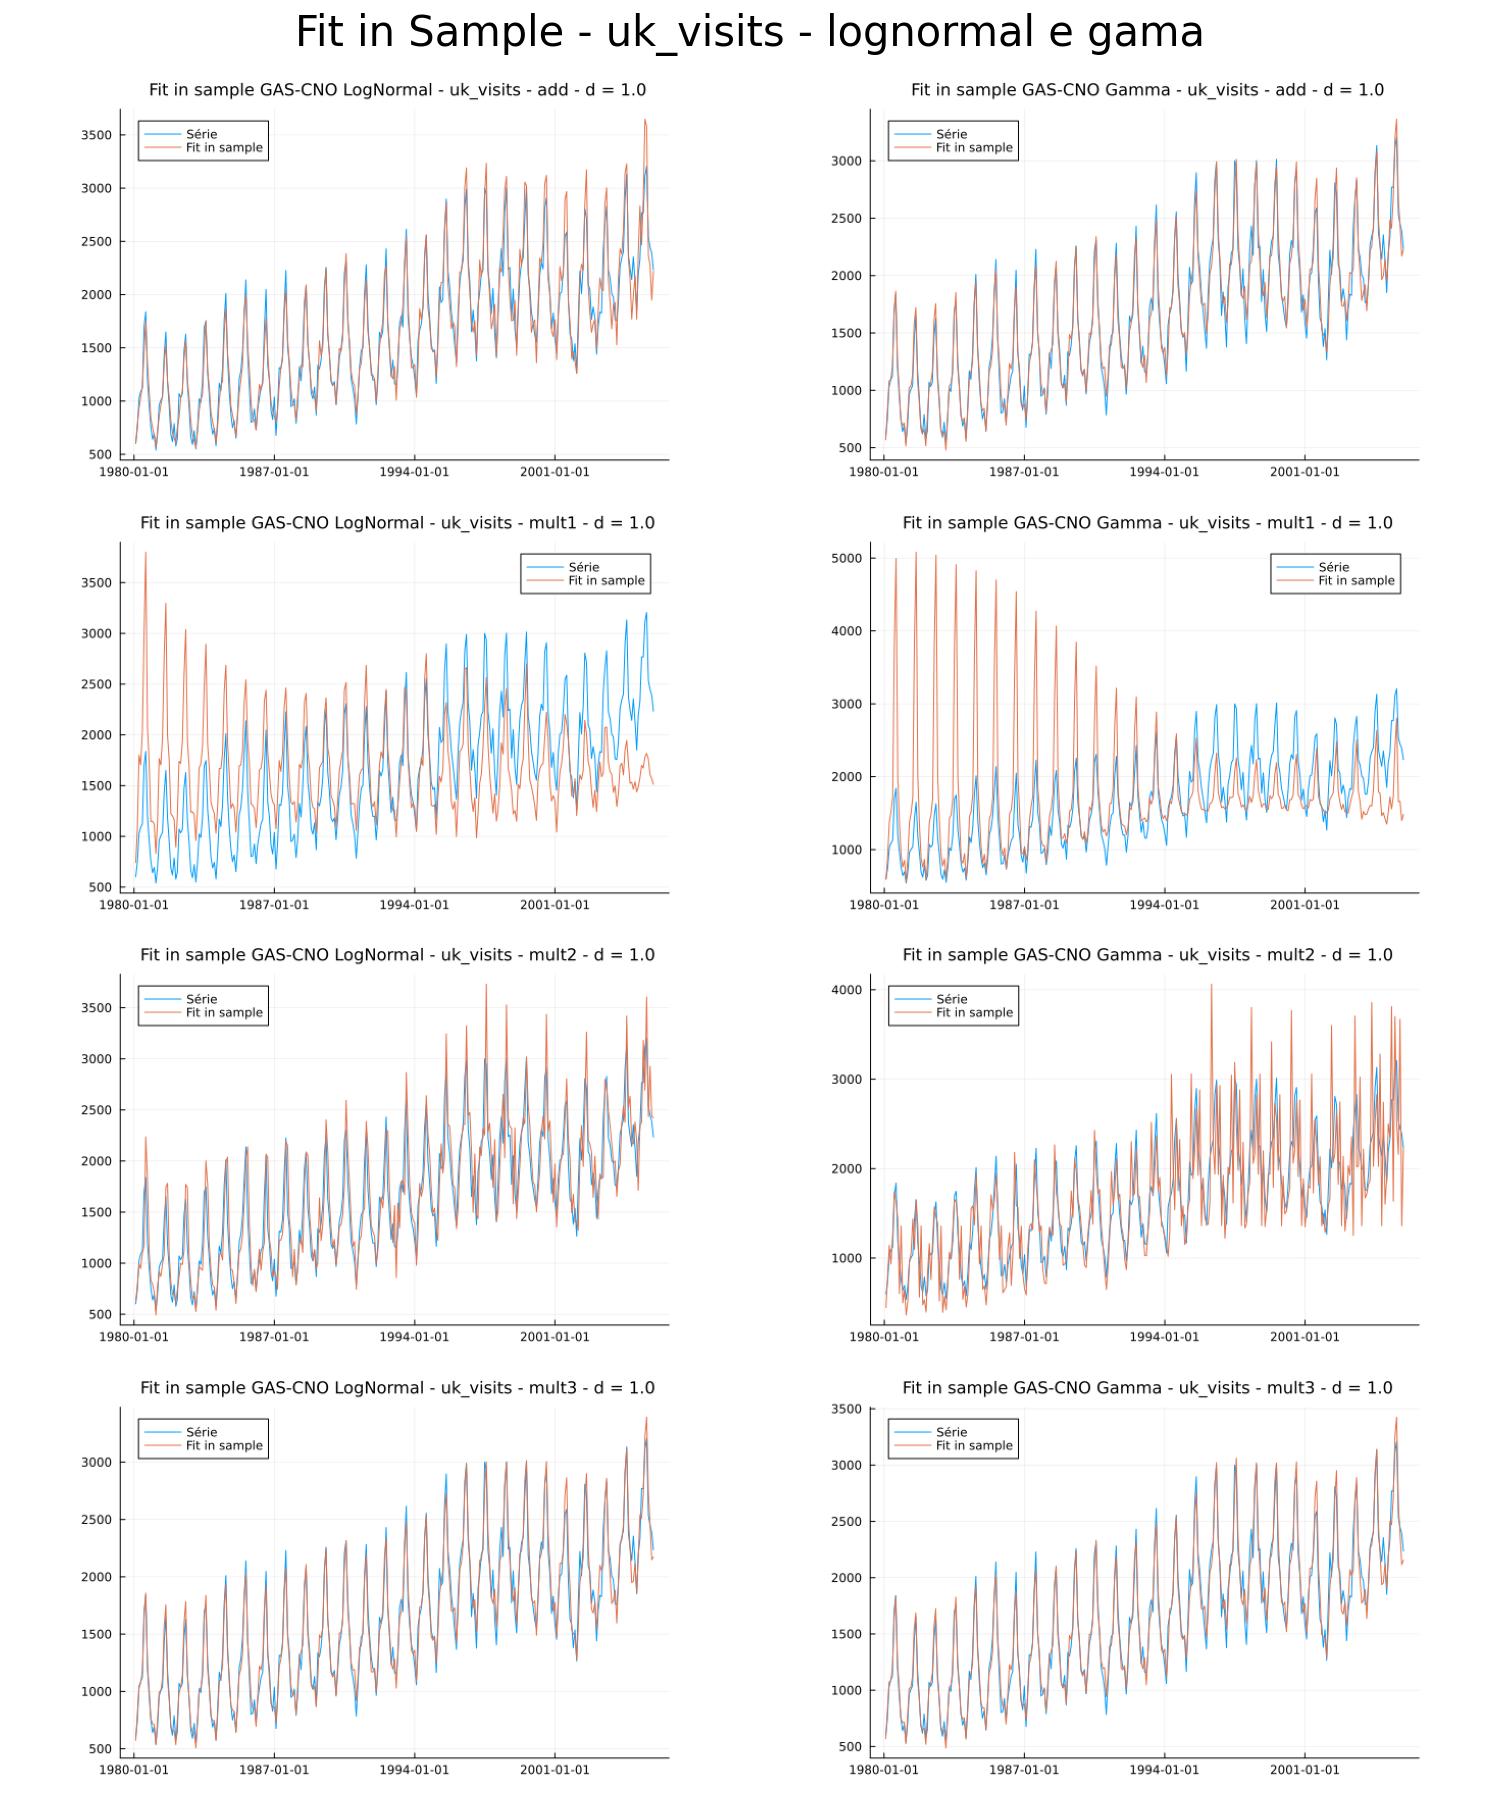 Fit in Sample - uk_visits - lognormal e gama
Fit in sample GAS-CNO LogNormal - uk_visits - add - d = 1.0
Série
Fit in sample
3500
3000
2500
2000
1500
1000
500
1980-01-01 1987-01-01 1994-01-01 2001-01-01
Fit in sample GAS-CNO Gamma - uk_visits - add - d = 1.0
Série
Fit in sample
3000
2500
2000
1500
1000
500
1980-01-01 1987-01-01 1994-01-01 2001-01-01
Fit in sample GAS-CNO LogNormal - uk_visits - mult1 - d = 1.0
Série
Fit in sample
3500
3000
2500
2000
1500
1000
500
1980-01-01 1987-01-01 1994-01-01 2001-01-01
Fit in sample GAS-CNO Gamma - uk_visits - mult1 - d = 1.0
Série
Fit in sample
5000
4000
3000
2000
1000
1980-01-01 1987-01-01 1994-01-01 2001-01-01
Fit in sample GAS-CNO LogNormal - uk_visits - mult2 - d = 1.0
Série
Fit in sample
3500
3000
2500
2000
1500
1000
500
1980-01-01 1987-01-01 1994-01-01 2001-01-01
Fit in sample GAS-CNO Gamma - uk_visits - mult2 - d = 1.0
Série
Fit in sample
4000
3000
2000
1000
1980-01-01 1987-01-01 1994-01-01 2001-01-01
Fit in sample GAS-CNO LogNormal - uk_visits - mult3 - d = 1.0
Série
Fit in sample
3000
2500
2000
1500
1000
500
1980-01-01 1987-01-01 1994-01-01 2001-01-01
Fit in sample GAS-CNO Gamma - uk_visits - mult3 - d = 1.0
Série
Fit in sample
3500
3000
2500
2000
1500
1000
500
1980-01-01 1987-01-01 1994-01-01 2001-01-01